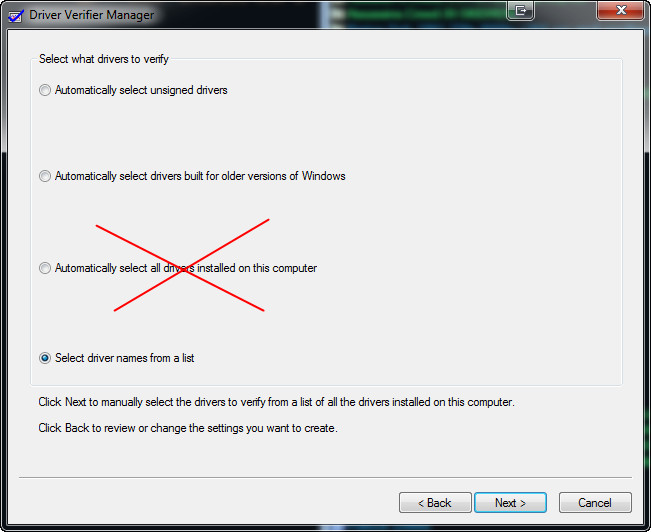 Driver Verifier Manager
Select what drivers to verify
Automatically select unsigned drivers
Automatically select drivers built for older versions of Windows
Automatically select all drivers installed on this computer
Select driver names from a list
Click Next to manually select the drivers to verify from a list of all the drivers installed on this computer.
Click Back to review or change the settings you want to create.
< Back
Next >
Cancel